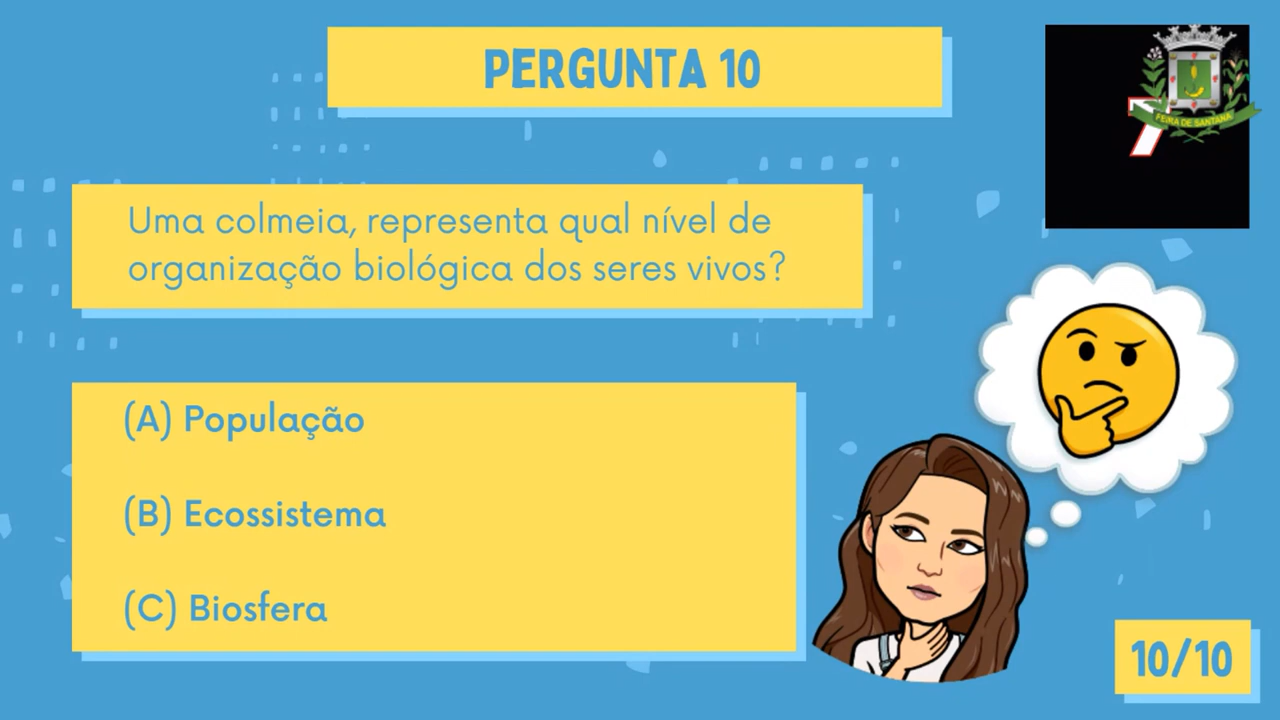 PERGUNTA 10
7
FEIRA DE SANTANA
Uma colmeia, representa qual nível de
organização biológica dos seres vivos?
(A) População
(B) Ecossistema
(C) Biosfera
10/10